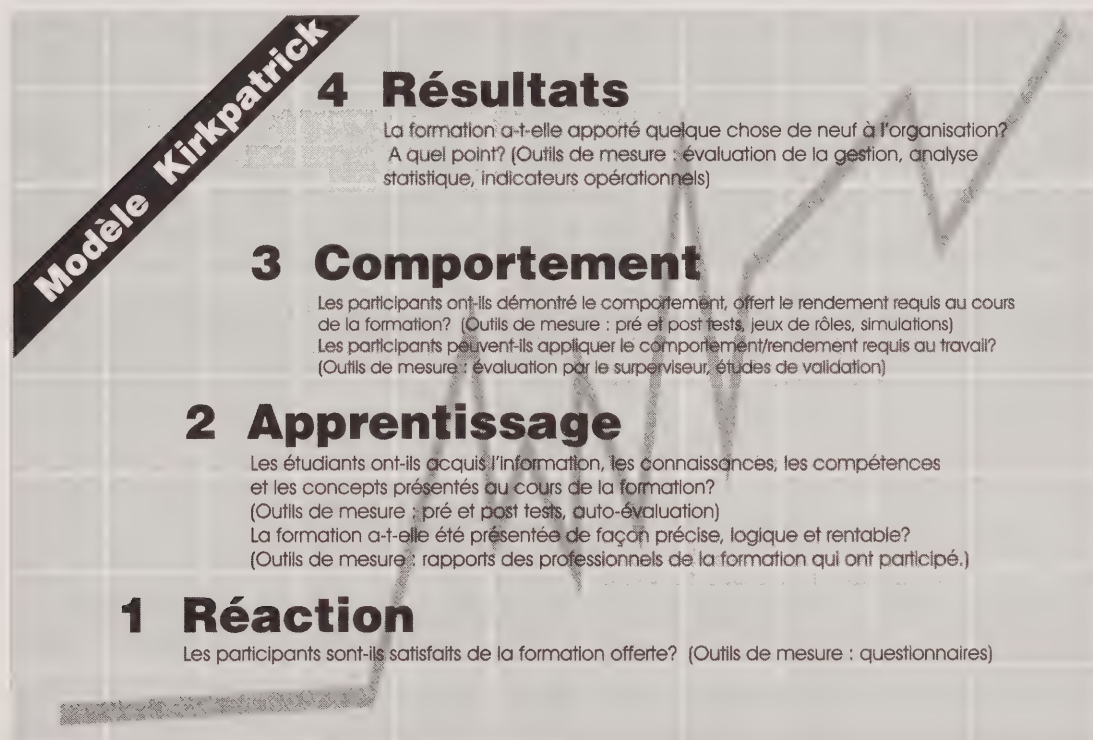 Modèle Kirkpatrick
4 Résultats
La formation a-t-elle apporté quelque chose de neuf à l'organisation?
A quel point? (Outils de mesure : évaluation de la gestion, analyse
statistique, indicateurs opérationnels)
3 Comportement
Les participants ont-ils démontré le comportement, offert le rendement requis au cours
de la formation? (Outils de mesure : pré et post tests, jeux de rôles, simulations)
Les participants peuvent-ils appliquer le comportement/rendement requis au travail?
(Outils de mesure : évaluation par le surperviseur, études de validation)
2 Apprentissage
Les étudiants ont-ils acquis l'information, les connaissances, les compétences
et les concepts présentés au cours de la formation?
(Outils de mesure : pré et post tests, auto-évaluation)
La formation a-t-elle été présentée de façon précise, logique et rentable?
(Outils de mesure : rapports des professionnels de la formation qui ont participé.)
1 Réaction
Les participants sont-ils satisfaits de la formation offerte? (Outils de mesure : questionnaires)